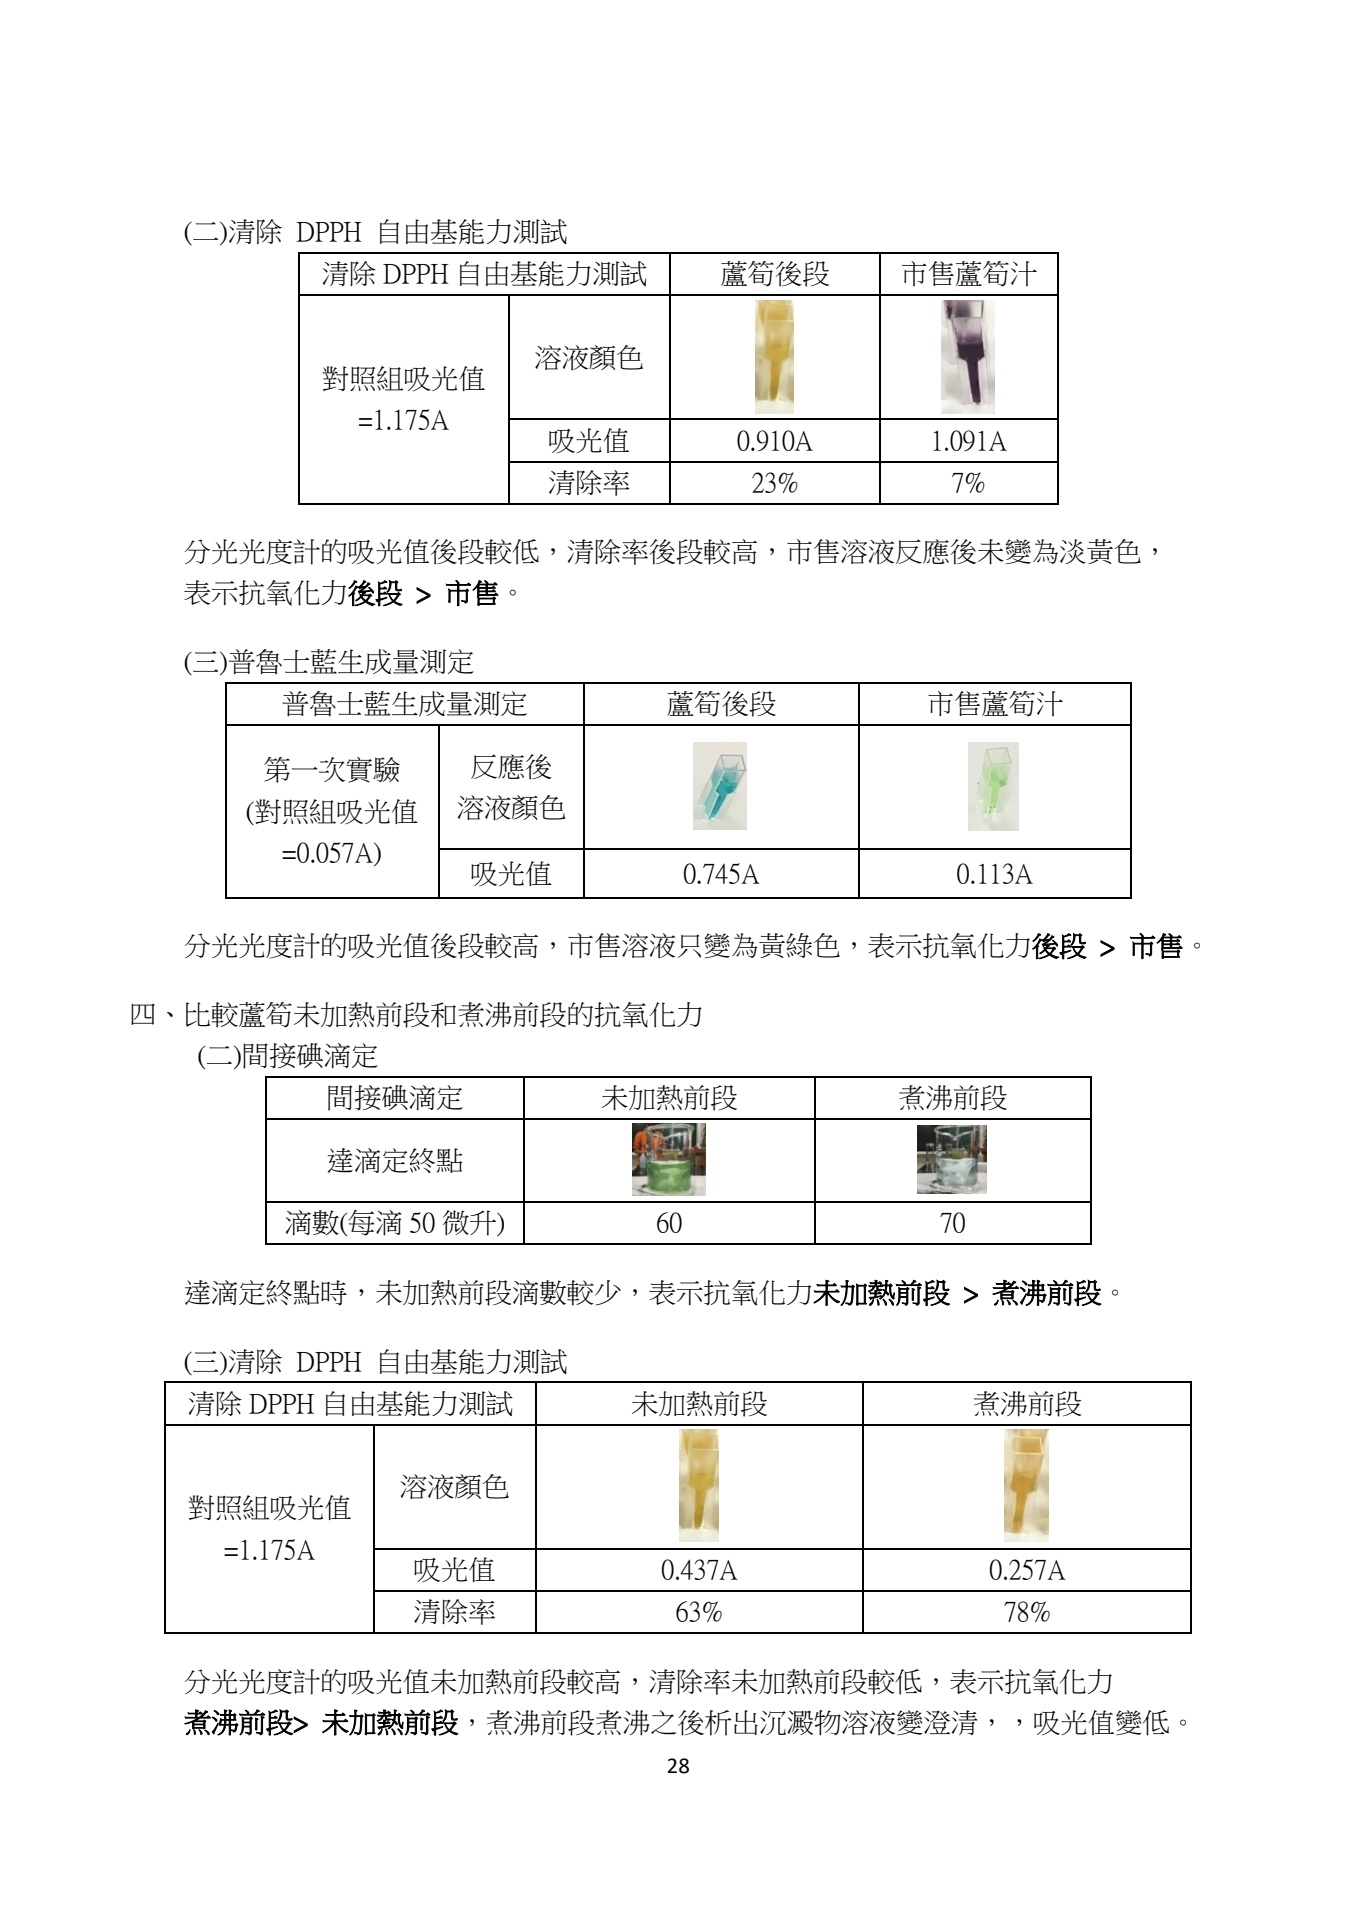 (二)清除 DPPH 自由基能力測試
清除 DPPH 自由基能力測試 蘆筍後段 市售蘆筍汁
對照組吸光值
=1.175A
溶液顏色
吸光值 0.910A 1.091A
清除率 23% 7%
分光光度計的吸光值後段較低，清除率後段較高，市售溶液反應後未變為淡黃色，
表示抗氧化力後段 > 市售。
(三)普魯士藍生成量測定
普魯士藍生成量測定 蘆筍後段 市售蘆筍汁
第一次實驗
(對照組吸光值
=0.057A)
反應後
溶液顏色
吸光值 0.745A 0.113A
分光光度計的吸光值後段較高，市售溶液只變為黃綠色，表示抗氧化力後段 > 市售。
四、比較蘆筍未加熱前段和煮沸前段的抗氧化力
(二)間接碘滴定
間接碘滴定 未加熱前段 煮沸前段
達滴定終點
滴數(每滴 50 微升) 60 70
達滴定終點時，未加熱前段滴數較少，表示抗氧化力未加熱前段 > 煮沸前段。
(三)清除 DPPH 自由基能力測試
清除 DPPH 自由基能力測試 未加熱前段 煮沸前段
對照組吸光值
=1.175A
溶液顏色
吸光值 0.437A 0.257A
清除率 63% 78%
分光光度計的吸光值未加熱前段較高，清除率未加熱前段較低，表示抗氧化力
煮沸前段> 未加熱前段，煮沸前段煮沸之後析出沉澱物溶液變澄清，，吸光值變低。
28